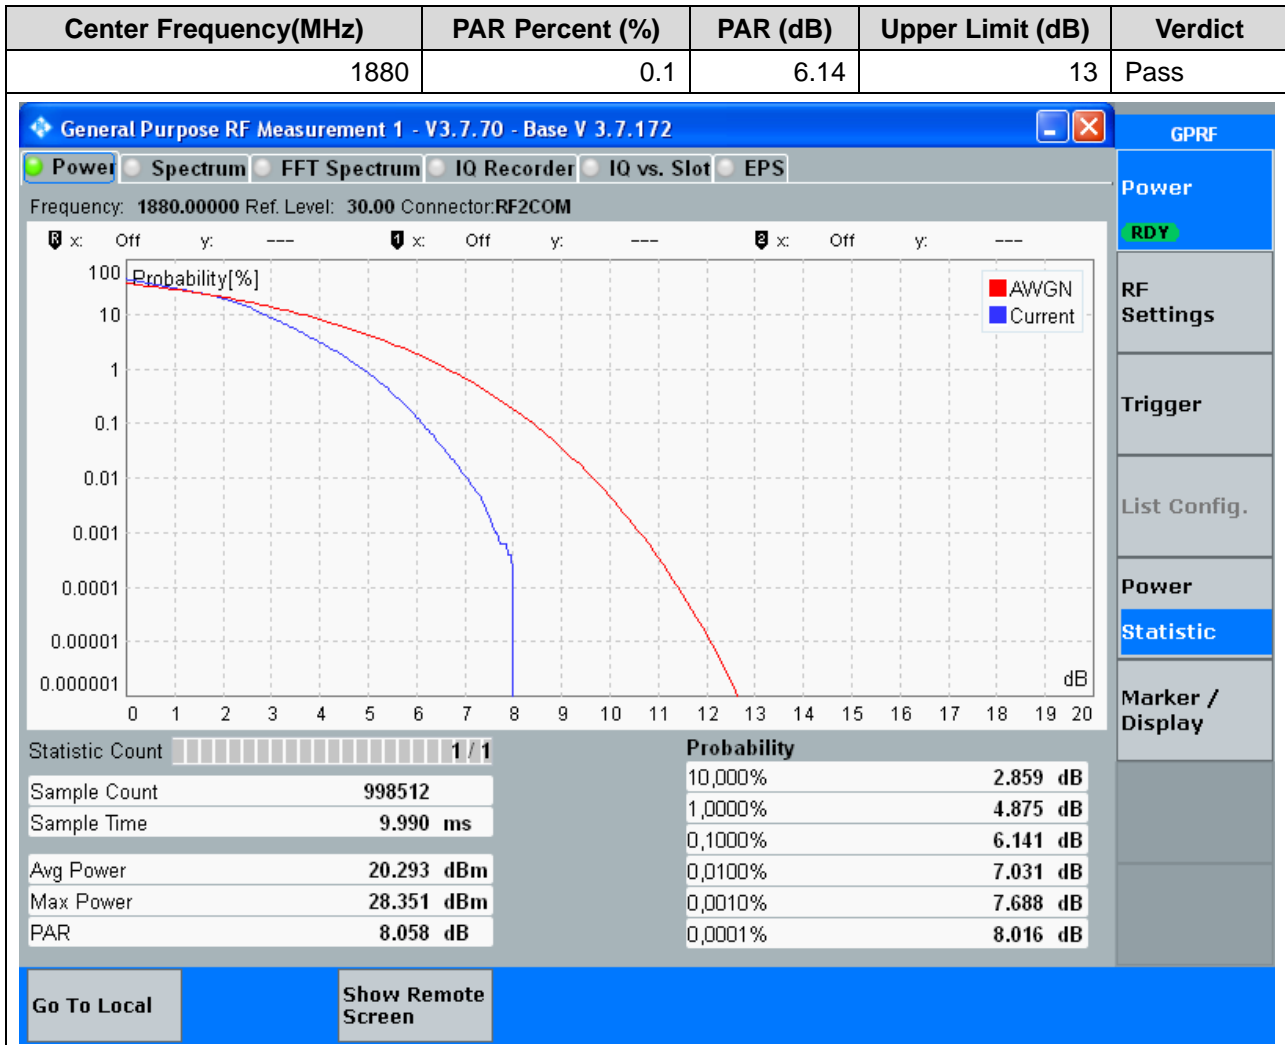 Center Frequency(MHz) PAR Percent (%) PAR (dB) Upper Limit (dB) Verdict
1880 0.1 6.14 13 Pass
General Purpose RF Measurement 1 - V3.7.70 - Base V 3.7.172
GPRF
Power Spectrum FFT Spectrum IQ Recorder IQ vs. Slot EPS
Power
RDY
Frequency: 1880.00000 Ref. Level: 30.00 Connector:RF2COM
R x: Off y: --- 1 x: Off y: --- 2 x: Off y: ---
Probability[%]
100
10
1
0.1
0.01
0.001
0.0001
0.00001
0.000001
AWGN
Current
dB
0 1 2 3 4 5 6 7 8 9 10 11 12 13 14 15 16 17 18 19 20
RF
Settings
Trigger
List Config.
Power
Statistic
Marker /
Display
Statistic Count 1 / 1
Sample Count 998512
Sample Time 9.990 ms
Avg Power 20.293 dBm
Max Power 28.351 dBm
PAR 8.058 dB
Probability
10,000% 2.859 dB
1,0000% 4.875 dB
0,1000% 6.141 dB
0,0100% 7.031 dB
0,0010% 7.688 dB
0,0001% 8.016 dB
Go To Local
Show Remote
Screen